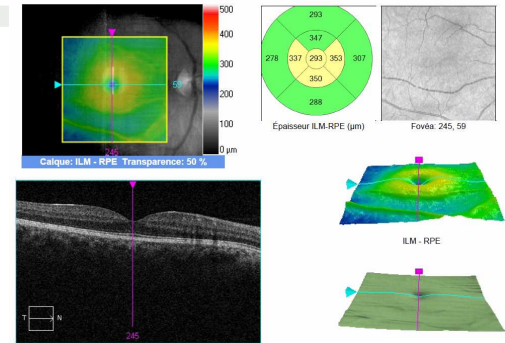 500
400
300
200
100
0 µm
59
245
Calque: ILM - RPE Transparence: 50 %
293
347
278 337 293 353 307
350
288
Épaisseur ILM-RPE (µm)
Fovéa: 245, 59
ILM - RPE
T N
245